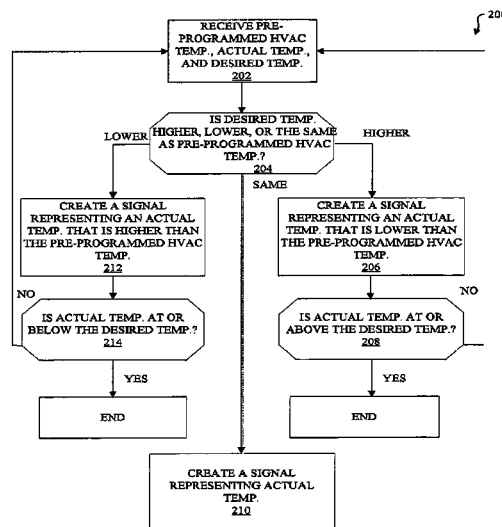 200
RECEIVE PRE-
PROGRAMMED HVAC
TEMP., ACTUAL TEMP.,
AND DESIRED TEMP.
202
IS DESIRED TEMP.
HIGHER, LOWER, OR THE SAME
AS PRE-PROGRAMMED HVAC
TEMP.?
204
LOWER
HIGHER
SAME
CREATE A SIGNAL
REPRESENTING AN ACTUAL
TEMP. THAT IS HIGHER THAN
THE PRE-PROGRAMMED HVAC
TEMP.
212
CREATE A SIGNAL
REPRESENTING AN ACTUAL
TEMP. THAT IS LOWER THAN
THE PRE-PROGRAMMED HVAC
TEMP.
206
NO
NO
IS ACTUAL TEMP. AT OR
BELOW THE DESIRED TEMP.?
214
IS ACTUAL TEMP. AT OR
ABOVE THE DESIRED TEMP.?
208
YES
YES
END
END
CREATE A SIGNAL
REPRESENTING ACTUAL
TEMP.
210